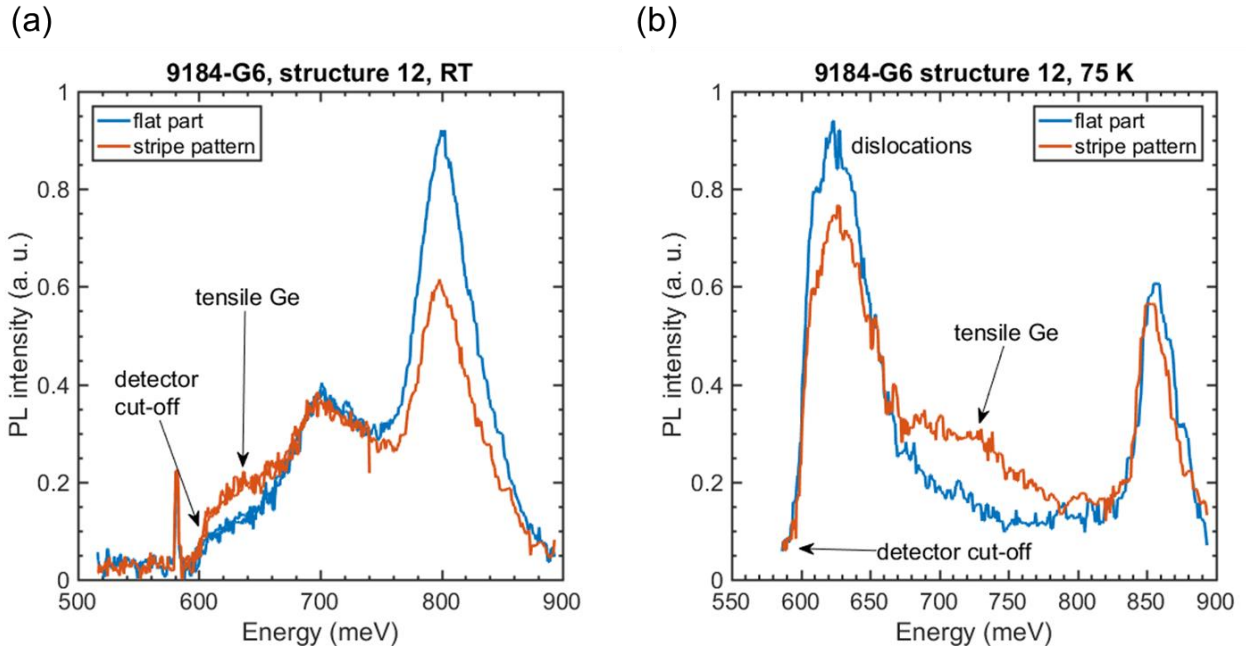 (a)
9184-G6, structure 12, RT
flat part
stripe pattern
tensile Ge
detector
cut-off
PL intensity (a. u.)
1
0.8
0.6
0.4
0.2
0
500
600
700
800
900
Energy (meV)
(b)
9184-G6 structure 12, 75 K
flat part
stripe pattern
dislocations
tensile Ge
detector cut-off
PL intensity (a. u.)
1
0.8
0.6
0.4
0.2
0
550
600
650
700
750
800
850
900
Energy (meV)